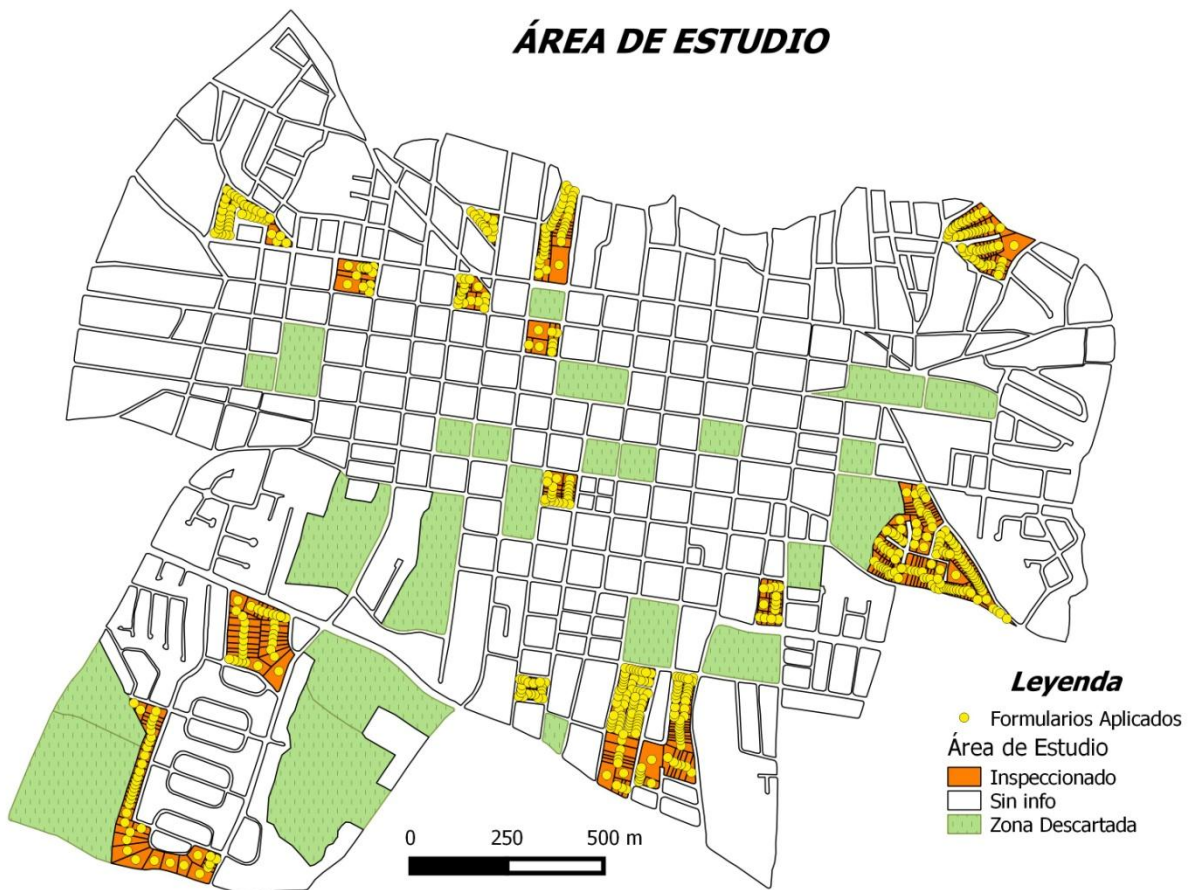 ÁREA DE ESTUDIO
Leyenda
Formularios Aplicados
Área de Estudio
Inspeccionado
Sin info
Zona Descartada
0 250 500 m